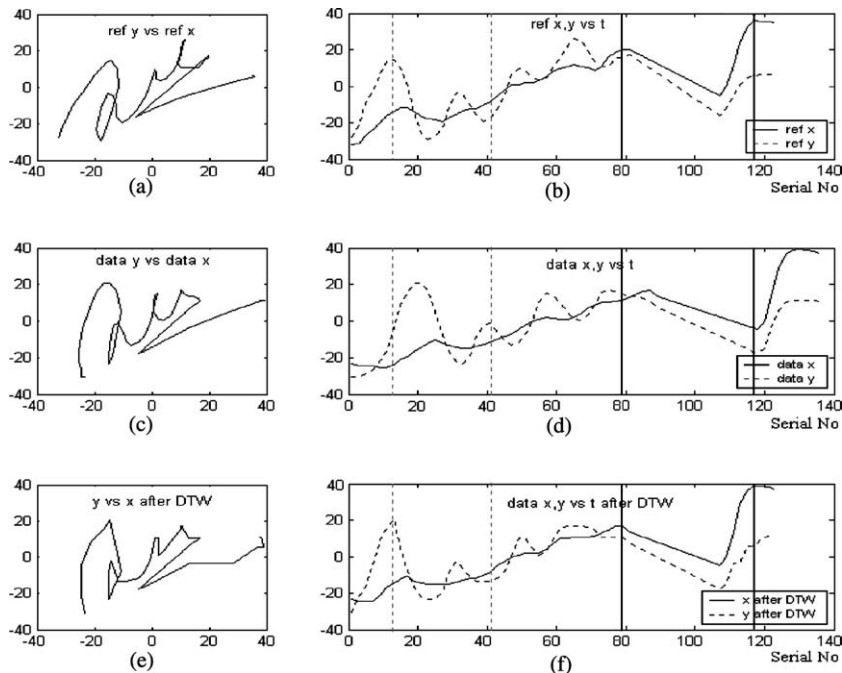 40
20
0
-20
-40
ref y vs ref x
-40 -20 0 20 40
(a)
40
20
0
-20
-40
ref x,y vs t
ref x
ref y
0 20 40 60 80 100 120 140
Serial No
(b)
40
20
0
-20
-40
data y vs data x
-40 -20 0 20 40
(c)
40
20
0
-20
-40
data x,y vs t
data x
data y
0 20 40 60 80 100 120 140
Serial No
(d)
40
20
0
-20
-40
y vs x after DTW
-40 -20 0 20 40
(e)
40
20
0
-20
-40
data x,y vs t after DTW
x after DTW
y after DTW
0 20 40 60 80 100 120 140
Serial No
(f)